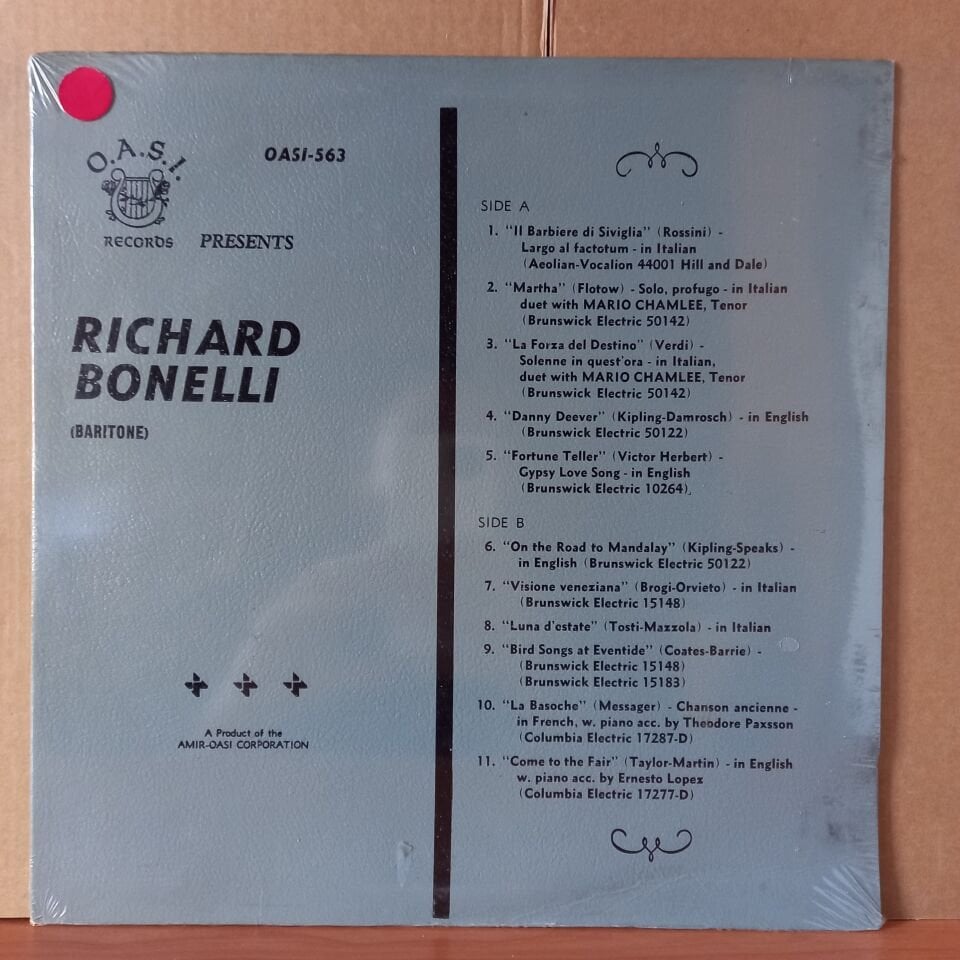 O.A.S.I.
RECORDS PRESENTS
OASI-563
RICHARD
BONELLI
(BARITONE)
A Product of the
AMIR-OASI CORPORATION
SIDE A
1. "Il Barbiere di Siviglia" (Rossini) -
Largo al factotum - in Italian
(Aeolian-Vocalion 44001 Hill and Dale)
2. "Martha" (Flotow) - Solo, profugo - in Italian
duet with MARIO CHAMLEE, Tenor
(Brunswick Electric 50142)
3. "La Forza del Destino" (Verdi) -
Solenne in quest'ora - in Italian,
duet with MARIO CHAMLEE, Tenor
(Brunswick Electric 50142)
4. "Danny Deever" (Kipling-Damrosch) - in English
(Brunswick Electric 50122)
5. "Fortune Teller" (Victor Herbert) -
Gypsy Love Song - in English
(Brunswick Electric 10264)
SIDE B
6. "On the Road to Mandalay" (Kipling-Speaks) -
in English (Brunswick Electric 50122)
7. "Visione veneziana" (Brogi-Orvieto) - in Italian
(Brunswick Electric 15148)
8. "Luna d'estate" (Tosti-Mazzola) - in Italian
9. "Bird Songs at Eventide" (Coates-Barrie) -
(Brunswick Electric 15148)
(Brunswick Electric 15183)
10. "La Basoche" (Messager) - Chanson ancienne -
in French, w. piano acc. by Theodore Paxsson
(Columbia Electric 17287-D)
11. "Come to the Fair" (Taylor-Martin) - in English
w. piano acc. by Ernesto Lopez
(Columbia Electric 17277-D)